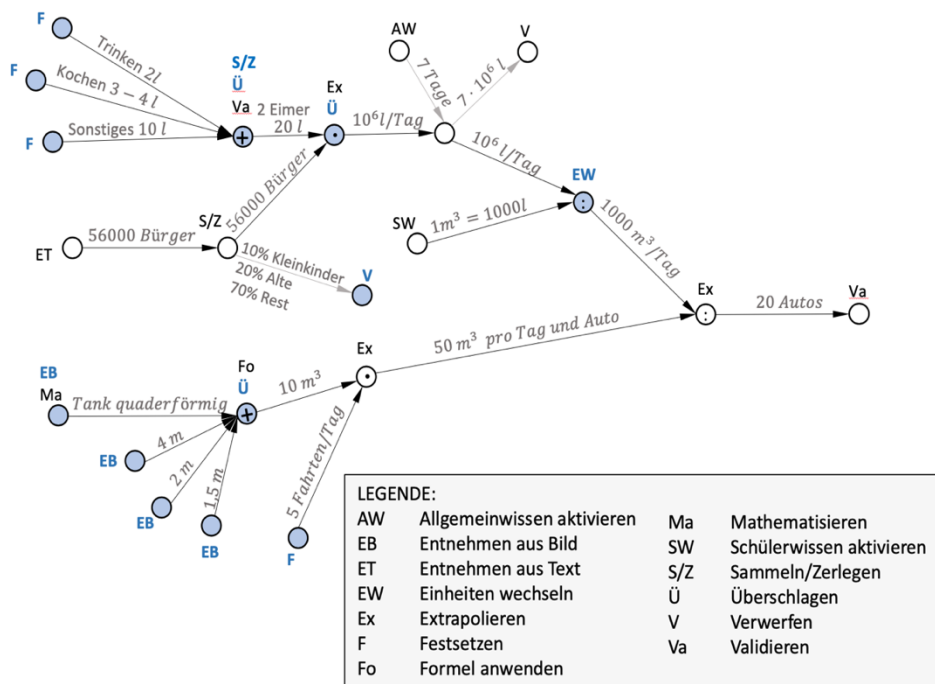 F
Trinken 2l
F
Kochen 3 – 4 l
F
Sonstiges 10 l
S/Z
Ü
Va
+
2 Eimer
20 l
Ex
Ü
·
10⁶l/Tag
AW
7 Tage
V
7 · 10⁶ l
10⁶ l/Tag
EW
:
SW
1m³ = 1000l
1000 m³/Tag
ET
56000 Bürger
S/Z
56000 Bürger
10% Kleinkinder
20% Alte
70% Rest
V
Ex
:
20 Autos
Va
EB
Ma
Tank quaderförmig
EB
4 m
EB
2 m
EB
1,5 m
Fo
Ü
+
10 m³
Ex
·
50 m³ pro Tag und Auto
5 Fahrten/Tag
F
LEGENDE:
AW Allgemeinwissen aktivieren
EB Entnehmen aus Bild
ET Entnehmen aus Text
EW Einheiten wechseln
Ex Extrapolieren
F Festsetzen
Fo Formel anwenden
Ma Mathematisieren
SW Schülerwissen aktivieren
S/Z Sammeln/Zerlegen
Ü Überschlagen
V Verwerfen
Va Validieren